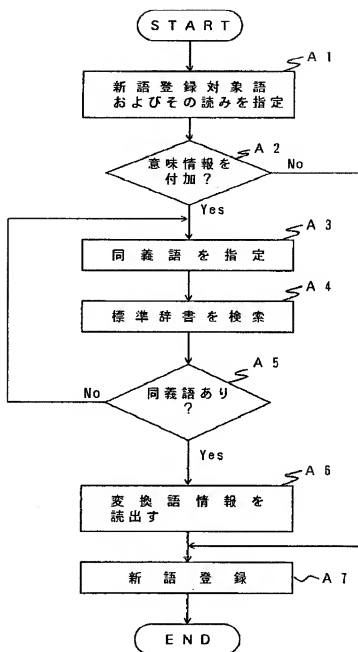 START
A1
新語登録対象語
およびその読みを指定
A2
意味情報を
付加?
No
Yes
A3
同義語を指定
A4
標準辞書を検索
A5
No
同義語あり
?
Yes
A6
変換語情報を
読出す
新語登録
A7
END